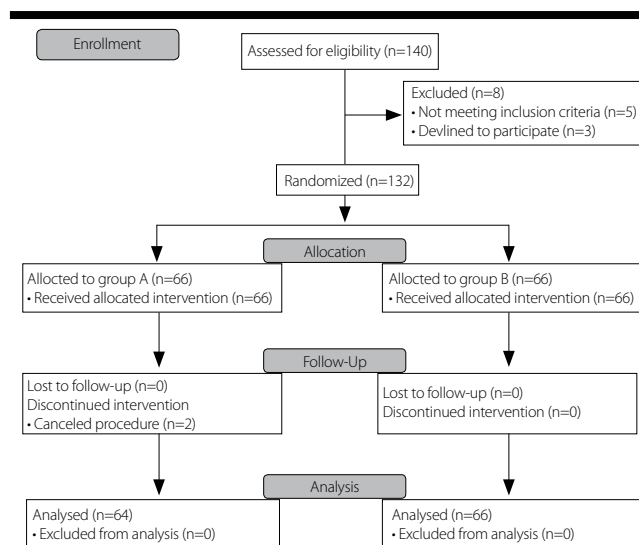 Enrollment
Assessed for eligibility (n=140)
Excluded (n=8)
• Not meeting inclusion criteria (n=5)
• Devlined to participate (n=3)
Randomized (n=132)
Allocation
Allocted to group A (n=66)
• Received allocated intervention (n=66)
Allocted to group B (n=66)
• Received allocated intervention (n=66)
Follow-Up
Lost to follow-up (n=0)
Discontinued intervention
• Canceled procedure (n=2)
Lost to follow-up (n=0)
Discontinued intervention (n=0)
Analysis
Analysed (n=64)
• Excluded from analysis (n=0)
Analysed (n=66)
• Excluded from analysis (n=0)